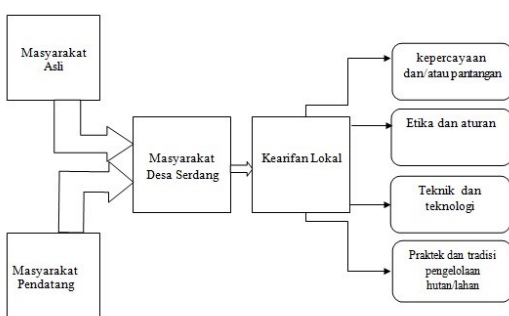 Masyarakat
Asli
Masyarakat
Pendatang
Masyarakat
Desa Serdang
Kearifan Lokal
kepercayaan
dan/atau pantangan
Etika dan aturan
Teknik dan
teknologi
Praktek dan tradisi
pengelolaan
hutan/lahan